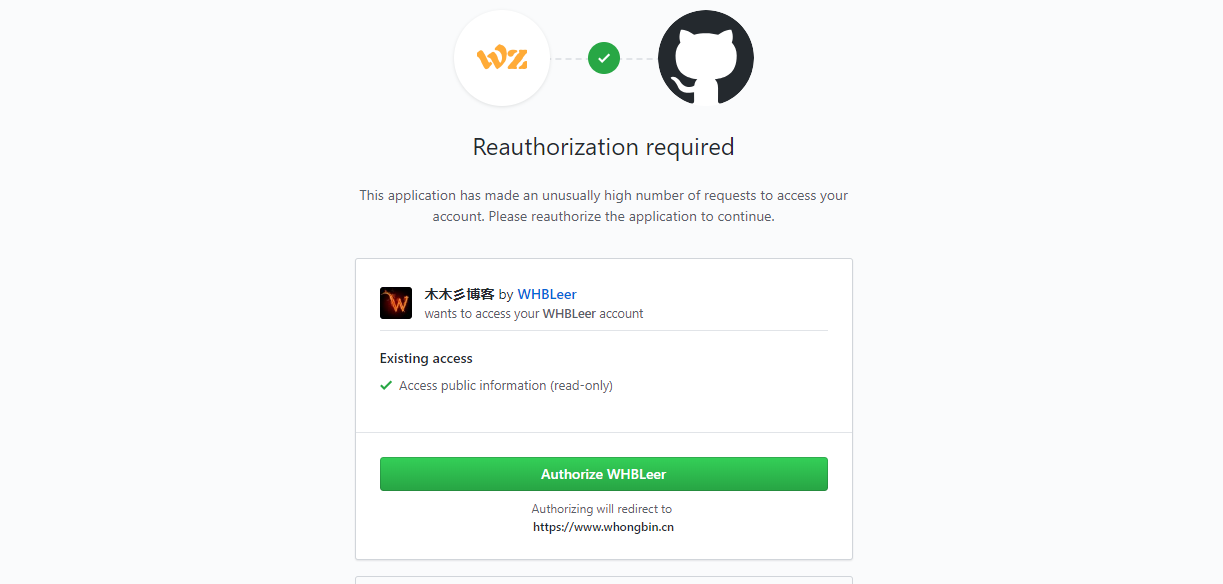 wz
Reauthorization required
This application has made an unusually high number of requests to access your
account. Please reauthorize the application to continue.
W
木木彡博客 by WHBLeer
wants to access your WHBLeer account
Existing access
Access public information (read-only)
Authorize WHBLeer
Authorizing will redirect to
https://www.whongbin.cn